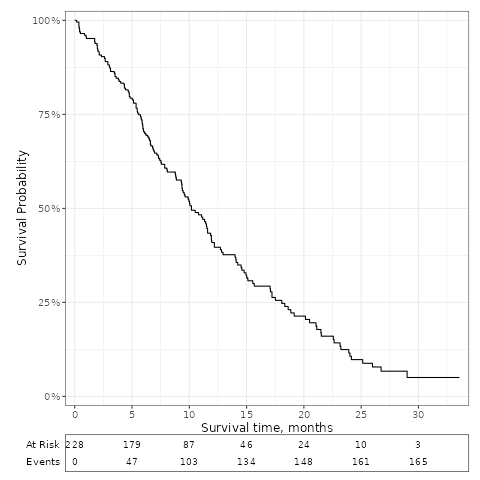 100%
75%
50%
25%
0%
Survival Probability
0 5 10 15 20 25 30
Survival time, months
At Risk 228 179 87 46 24 10 3
Events 0 47 103 134 148 161 165